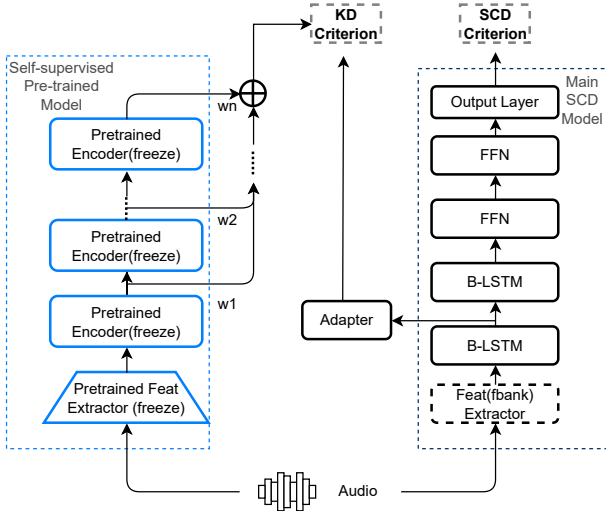 KD
Criterion
SCD
Criterion
Self-supervised
Pre-trained
Model
wn
Pretrained
Encoder(freeze)
w2
Pretrained
Encoder(freeze)
w1
Pretrained
Encoder(freeze)
Pretrained Feat
Extractor (freeze)
Adapter
Main
SCD
Model
Output Layer
FFN
FFN
B-LSTM
B-LSTM
Feat(fbank)
Extractor
Audio